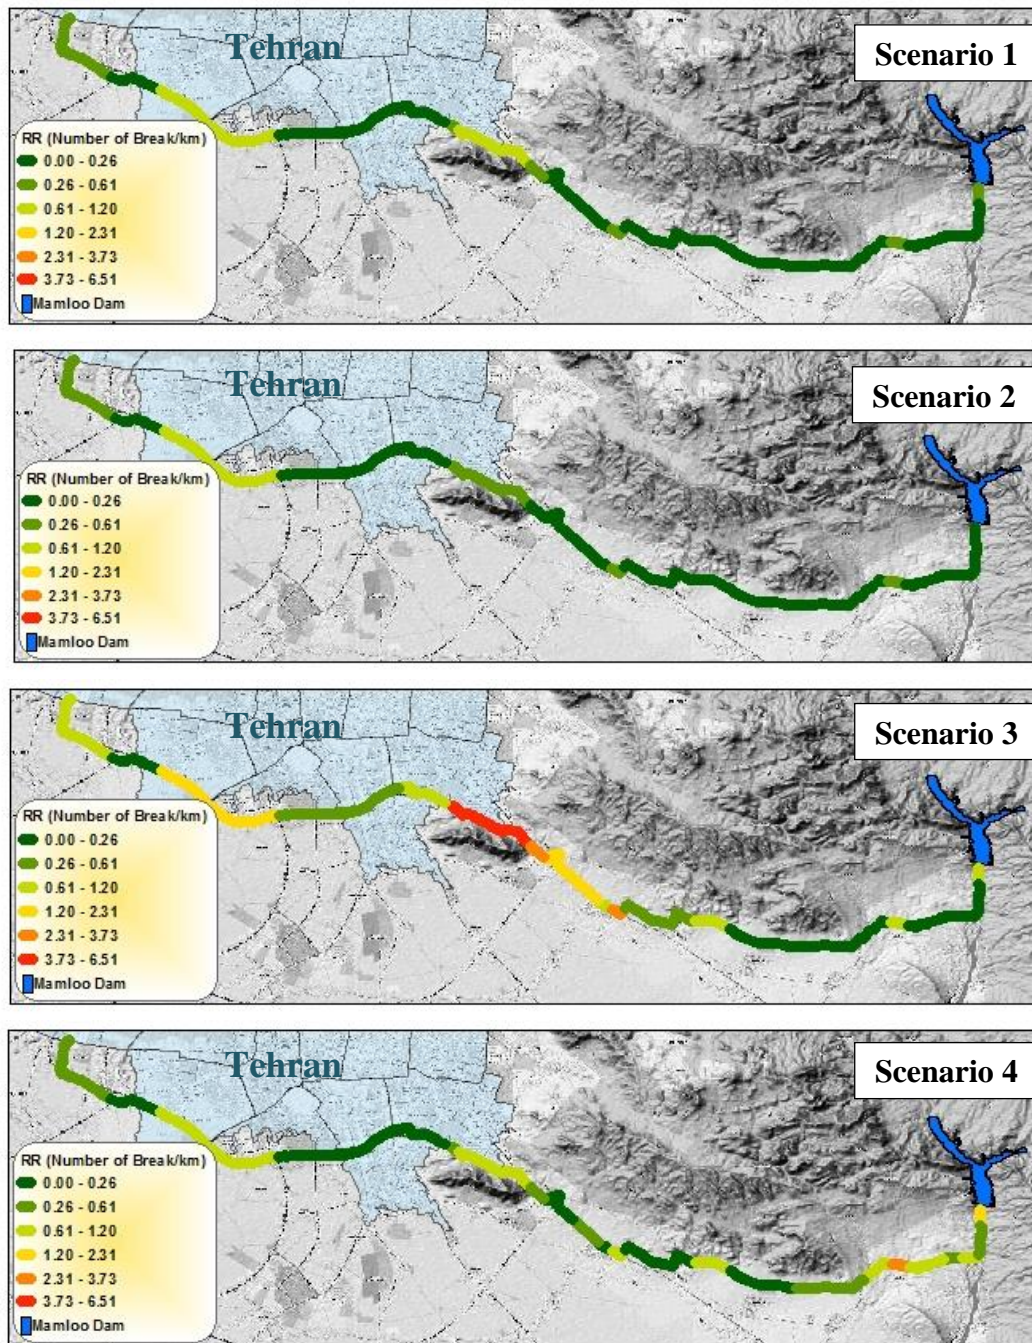 Tehran
Scenario 1
RR (Number of Break/km)
0.00 - 0.26
0.26 - 0.61
0.61 - 1.20
1.20 - 2.31
2.31 - 3.73
3.73 - 6.51
Mamloo Dam
Tehran
Scenario 2
RR (Number of Break/km)
0.00 - 0.26
0.26 - 0.61
0.61 - 1.20
1.20 - 2.31
2.31 - 3.73
3.73 - 6.51
Mamloo Dam
Tehran
Scenario 3
RR (Number of Break/km)
0.00 - 0.26
0.26 - 0.61
0.61 - 1.20
1.20 - 2.31
2.31 - 3.73
3.73 - 6.51
Mamloo Dam
Tehran
Scenario 4
RR (Number of Break/km)
0.00 - 0.26
0.26 - 0.61
0.61 - 1.20
1.20 - 2.31
2.31 - 3.73
3.73 - 6.51
Mamloo Dam